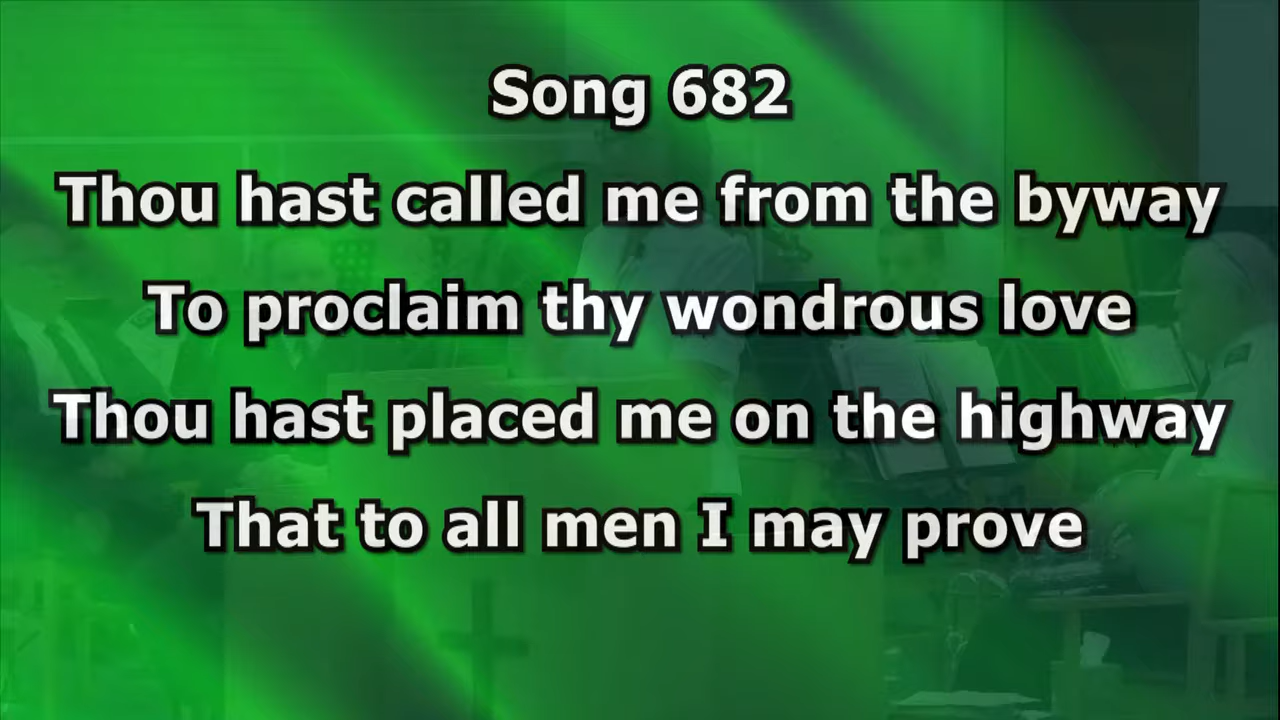 Song 682
Thou hast called me from the byway
To proclaim thy wondrous love
Thou hast placed me on the highway
That to all men I may prove